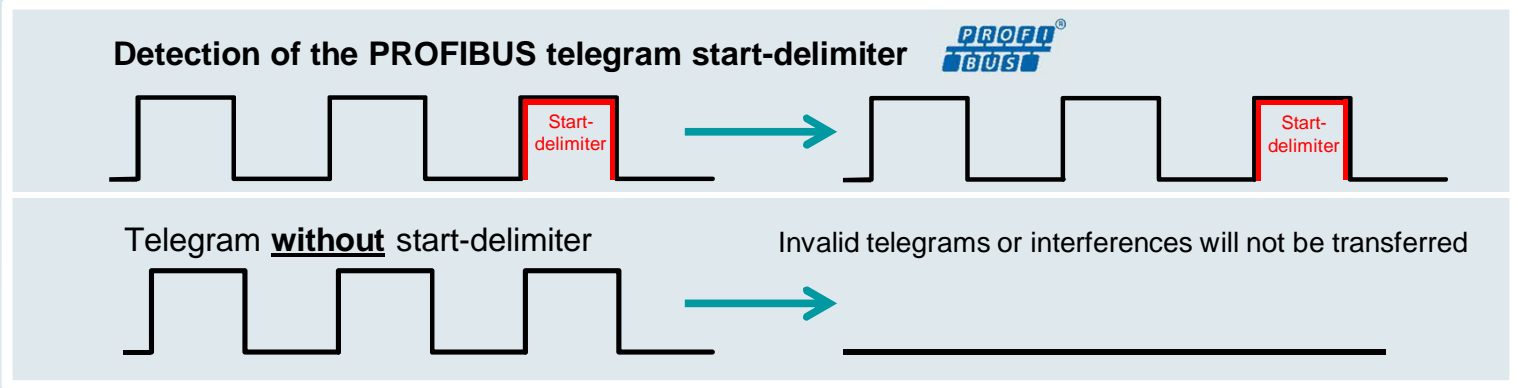 Detection of the PROFIBUS telegram start-delimiter
PROFI
BUS
®
Start-
delimiter
Start-
delimiter
Telegram without start-delimiter
Invalid telegrams or interferences will not be transferred